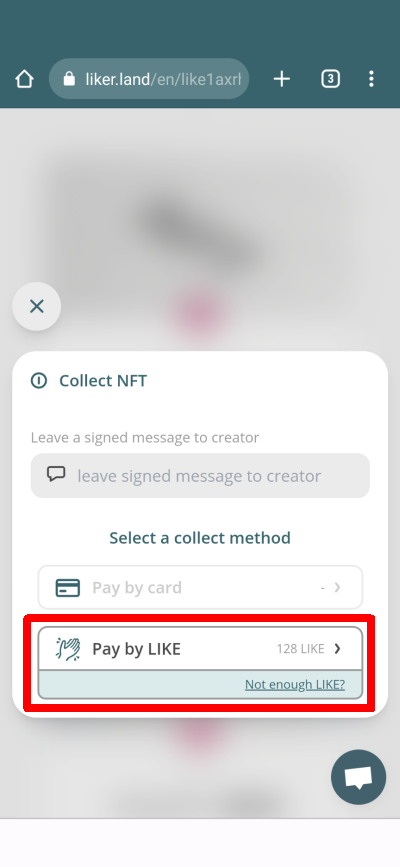 liker.land/en/like1axrl
3
Collect NFT
Leave a signed message to creator
leave signed message to creator
Select a collect method
Pay by card -
Pay by LIKE 128 LIKE
Not enough LIKE?